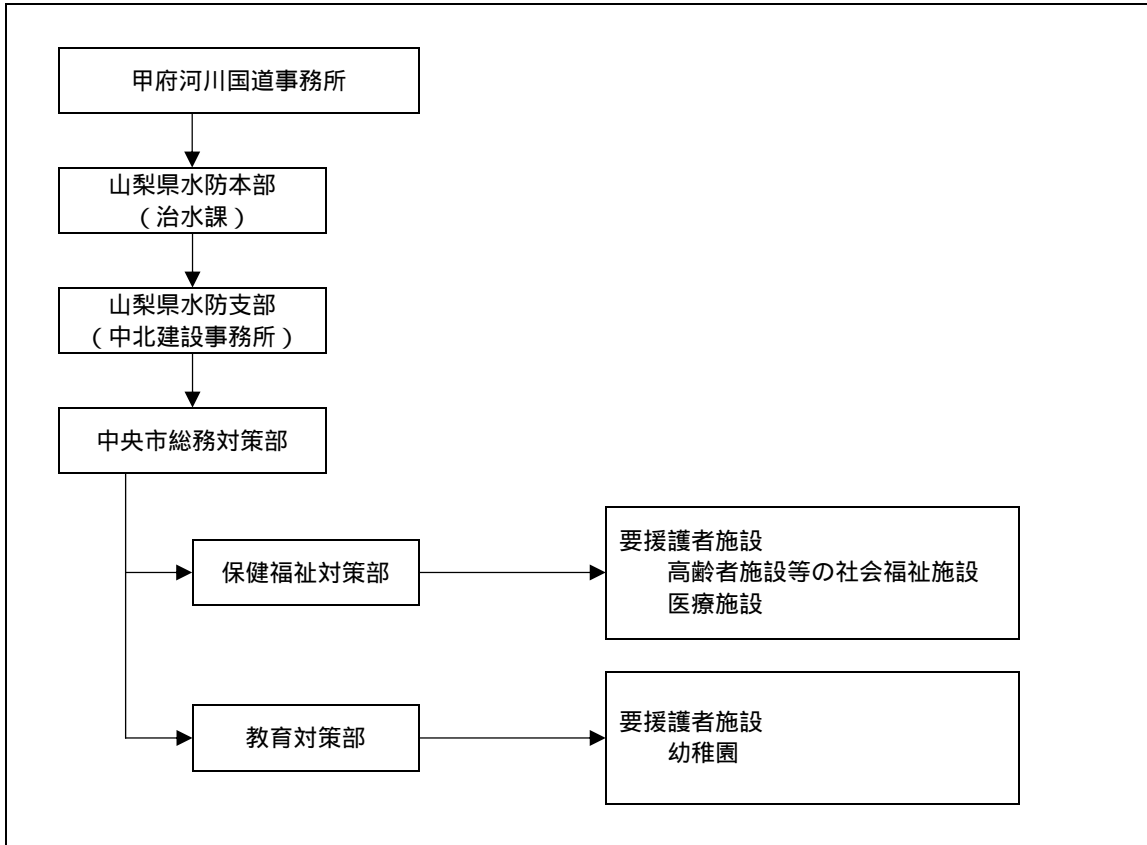 甲府河川国道事務所
山梨県水防本部
（治水課）
山梨県水防支部
（中北建設事務所）
中央市総務対策部
保健福祉対策部
要援護者施設
高齢者施設等の社会福祉施設
医療施設
教育対策部
要援護者施設
幼稚園